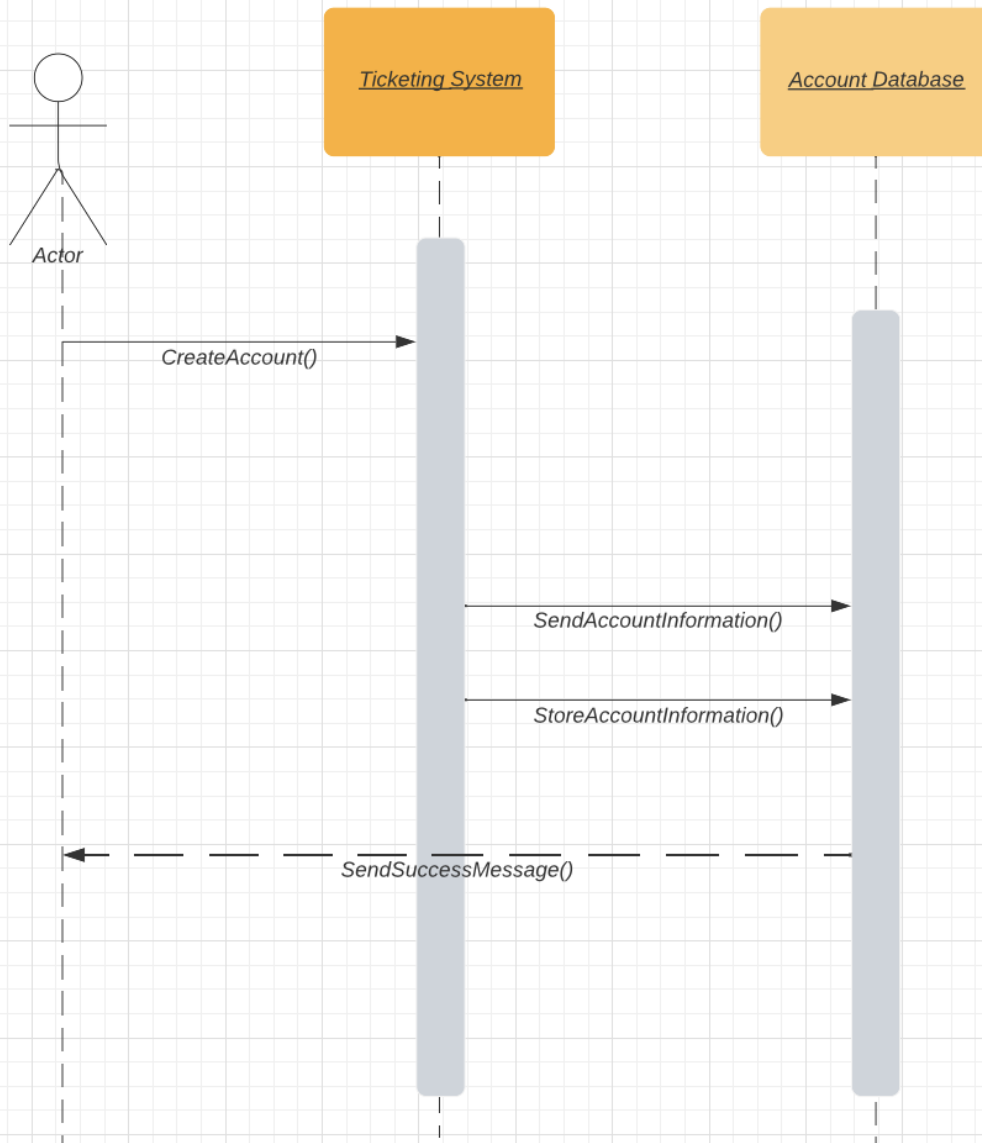 Ticketing System
Account Database
Actor
CreateAccount()
SendAccountInformation()
StoreAccountInformation()
SendSuccessMessage()